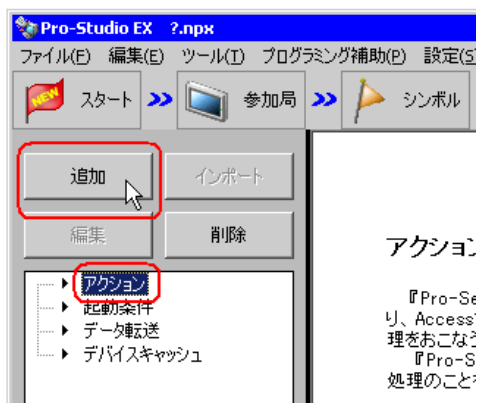 Pro-Studio EX ?.npx
ファイル(F) 編集(E) ツール(T) プログラミング補助(P) 設定(S
NEW スタート 参加局 シンボル
追加 インポート
編集 削除
アクション
起動条件
データ転送
デバイスキャッシュ
アクション
『Pro-Se
り、Access
理をおこなう
『Pro-S
処理のことを